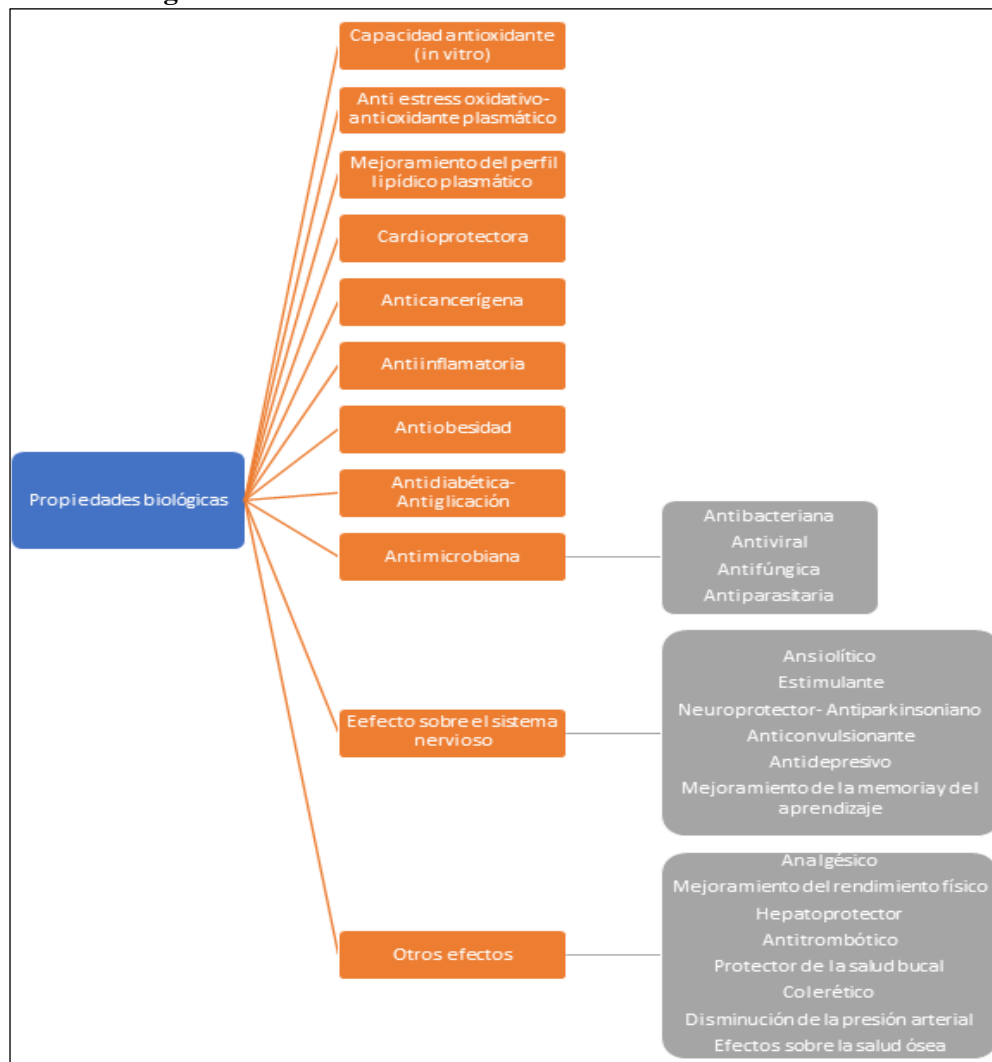 Capacidad antioxidante
(in vitro)
Anti estress oxidativo-
antioxidante plasmático
Mejoramiento del perfil
lipídico plasmático
Cardioprotectora
Anticancerígena
Antiinflamatoria
Antiobesidad
Propiedades biológicas
Antidiabética-
Antiglicación
Antimicrobiana
Antibacteriana
Antiviral
Antifúngica
Antiparasitaria
Eefecto sobre el sistema
nervioso
Ansiolítico
Estimulante
Neuroprotector- Antiparkinsoniano
Anticonvulsionante
Antidepresivo
Mejoramiento de la memoriay del
aprendizaje
Otros efectos
Analgésico
Mejoramiento del rendimiento físico
Hepatoprotector
Antitrombótico
Protector de la salud bucal
Colerético
Disminución de la presión arterial
Efectos sobre la salud ósea